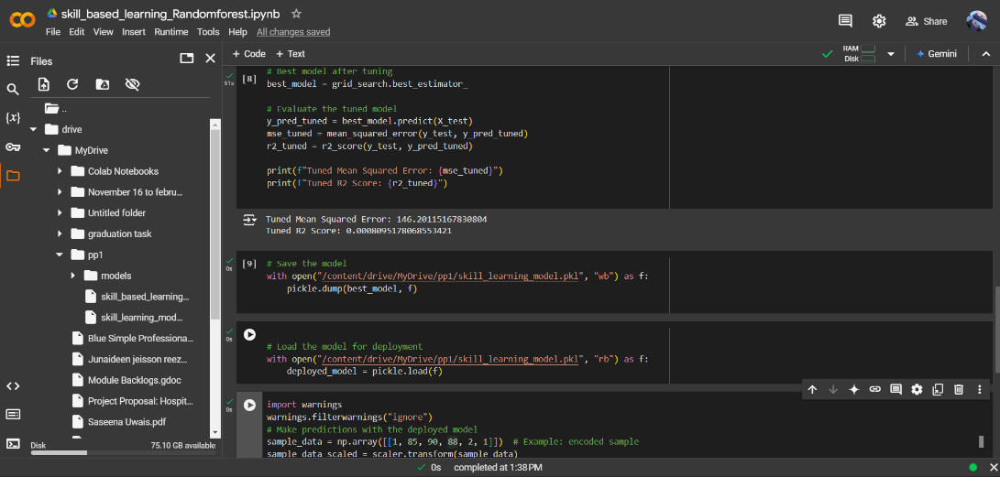 skill_based_learning_Randomforest.ipynb
File Edit View Insert Runtime Tools Help All changes saved
Share
Files
+ Code + Text
RAM
Disk
Gemini
..
drive
MyDrive
Colab Notebooks
November 16 to febru...
Untitled folder
graduation task
pp1
models
skill_based_learning...
skill_learning_mod...
Blue Simple Professiona...
Junaideen jeisson reez...
Module Backlogs.gdoc
Project Proposal: Hospit...
Saseena Uwais.pdf
Disk 75.10 GB available
{x}
51s
[8]
# Best model after tuning
best_model = grid_search.best_estimator_
# Evaluate the tuned model
y_pred_tuned = best_model.predict(X_test)
mse_tuned = mean_squared_error(y_test, y_pred_tuned)
r2_tuned = r2_score(y_test, y_pred_tuned)
print(f"Tuned Mean Squared Error: {mse_tuned}")
print(f"Tuned R2 Score: {r2_tuned}")
Tuned Mean Squared Error: 146.20115167830804
Tuned R2 Score: 0.0008095178068553421
0s
[9]
# Save the model
with open("/content/drive/MyDrive/pp1/skill_learning_model.pkl", "wb") as f:
pickle.dump(best_model, f)
0s
# Load the model for deployment
with open("/content/drive/MyDrive/pp1/skill_learning_model.pkl", "rb") as f:
deployed_model = pickle.load(f)
0s
import warnings
warnings.filterwarnings("ignore")
# Make predictions with the deployed model
sample_data = np.array([[1, 85, 90, 88, 2, 1]]) # Example: encoded sample
sample_data_scaled = scaler.transform(sample_data)
0s completed at 1:38 PM